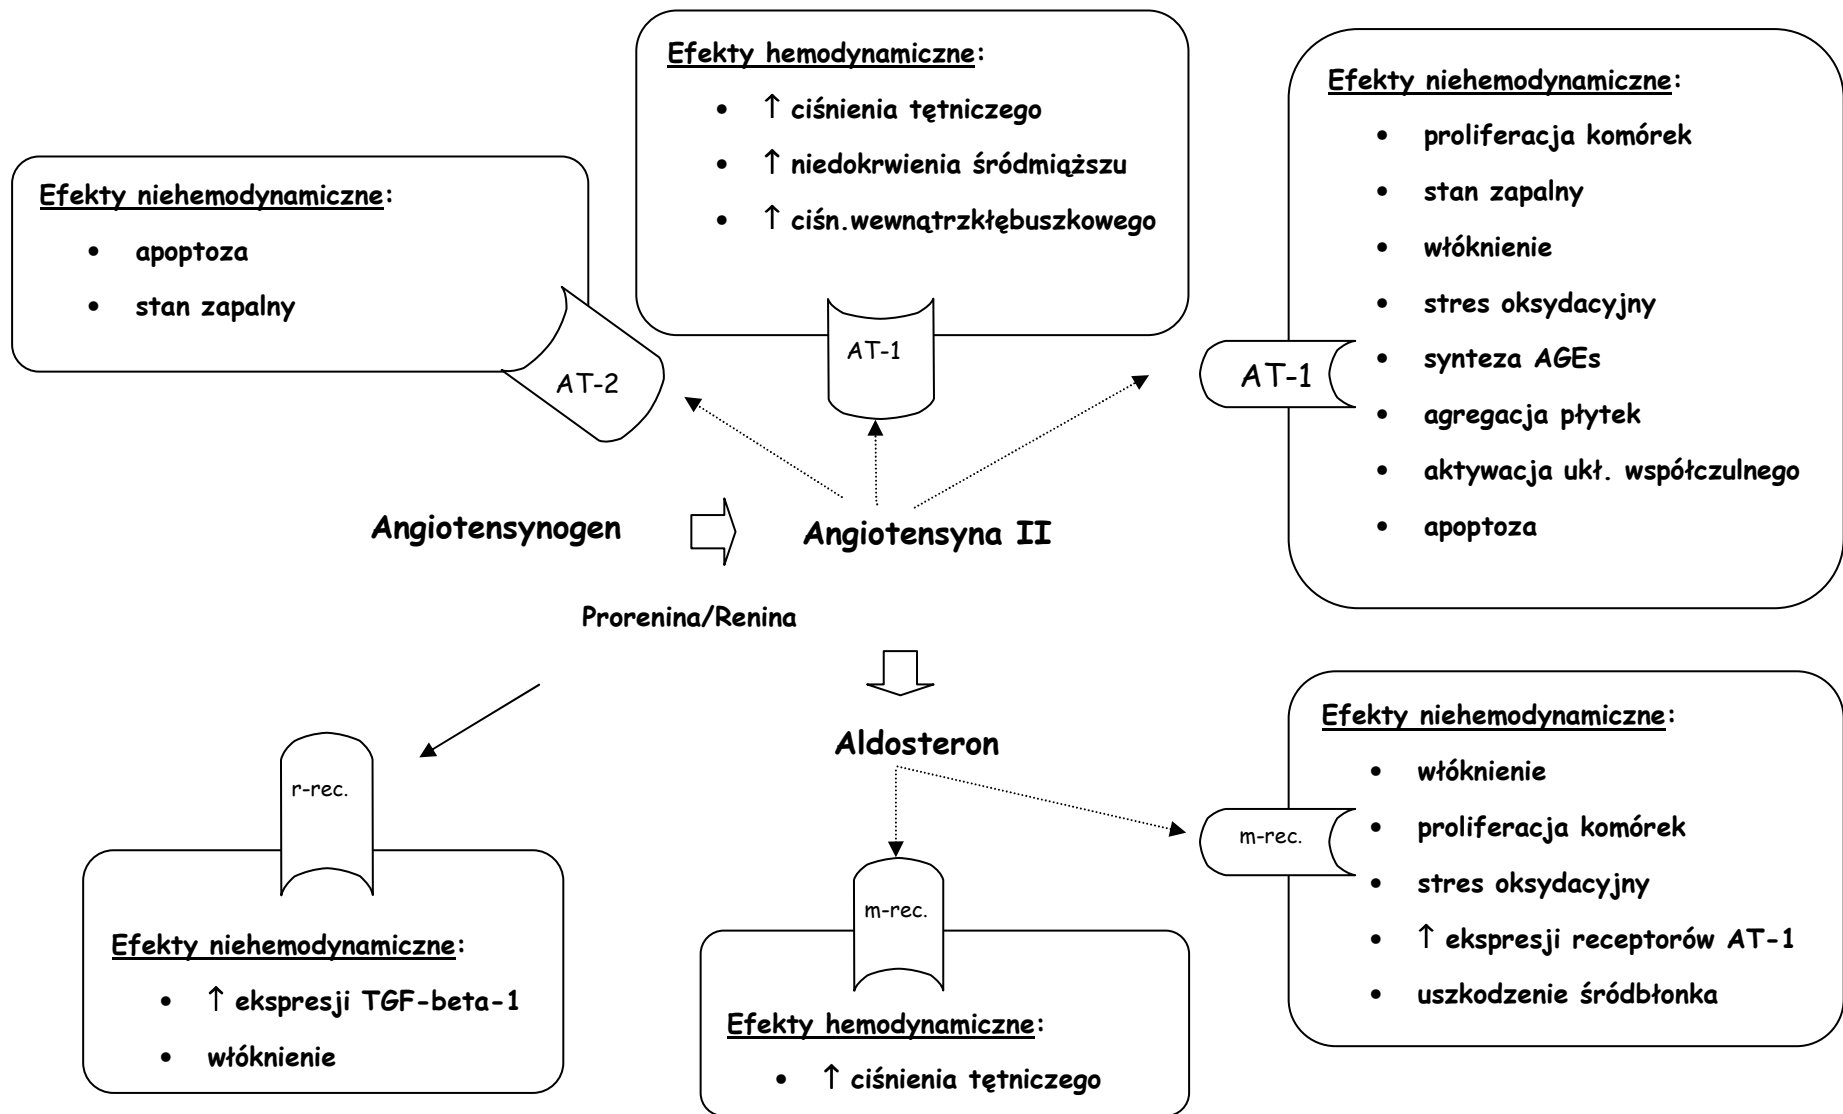 Efekty hemodynamiczne:
• ↑ ciśnienia tętniczego
• ↑ niedokrwienia śródmiąższu
• ↑ ciśn.wewnątrzkłębuszkowego
AT-1
Efekty niehemodynamiczne:
• proliferacja komórek
• stan zapalny
• włóknienie
• stres oksydacyjny
• synteza AGEs
• agregacja płytek
• aktywacja ukł. współczulnego
• apoptoza
AT-1
Efekty niehemodynamiczne:
• apoptoza
• stan zapalny
AT-2
Angiotensynogen
Angiotensyna II
Prorenina/Renina
Aldosteron
r-rec.
Efekty niehemodynamiczne:
• ↑ ekspresji TGF-beta-1
• włóknienie
m-rec.
Efekty hemodynamiczne:
• ↑ ciśnienia tętniczego
m-rec.
Efekty niehemodynamiczne:
• włóknienie
• proliferacja komórek
• stres oksydacyjny
• ↑ ekspresji receptorów AT-1
• uszkodzenie śródbłonka